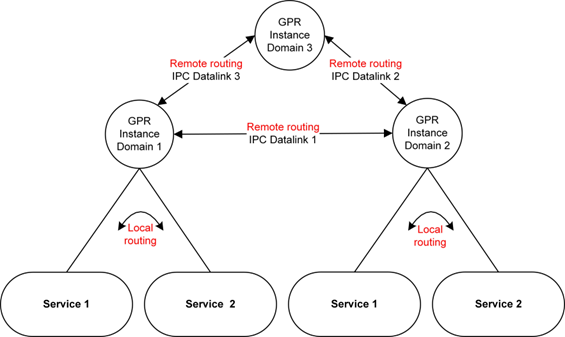 GPR
Instance
Domain 3
Remote routing
IPC Datalink 3
Remote routing
IPC Datalink 2
GPR
Instance
Domain 1
Remote routing
IPC Datalink 1
GPR
Instance
Domain 2
Local
routing
Local
routing
Service 1
Service 2
Service 1
Service 2